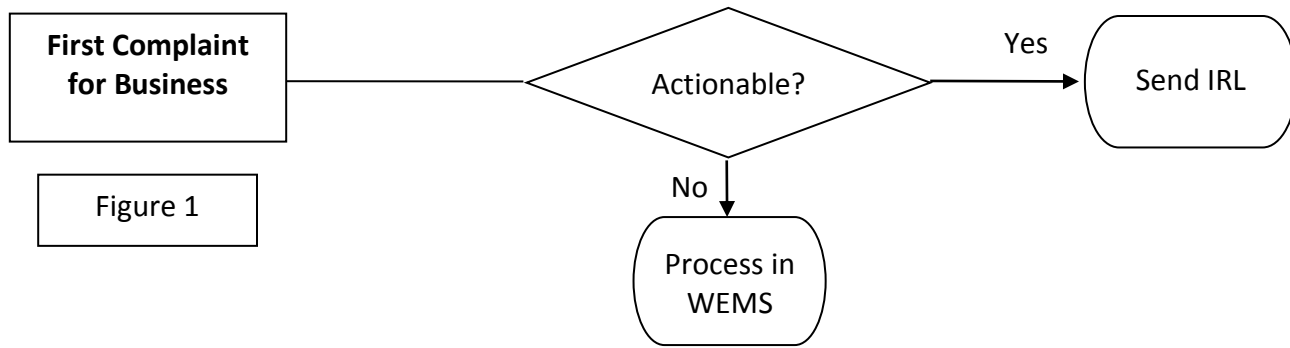 First Complaint
for Business
Actionable?
Yes
Send IRL
No
Figure 1
Process in
WEMS